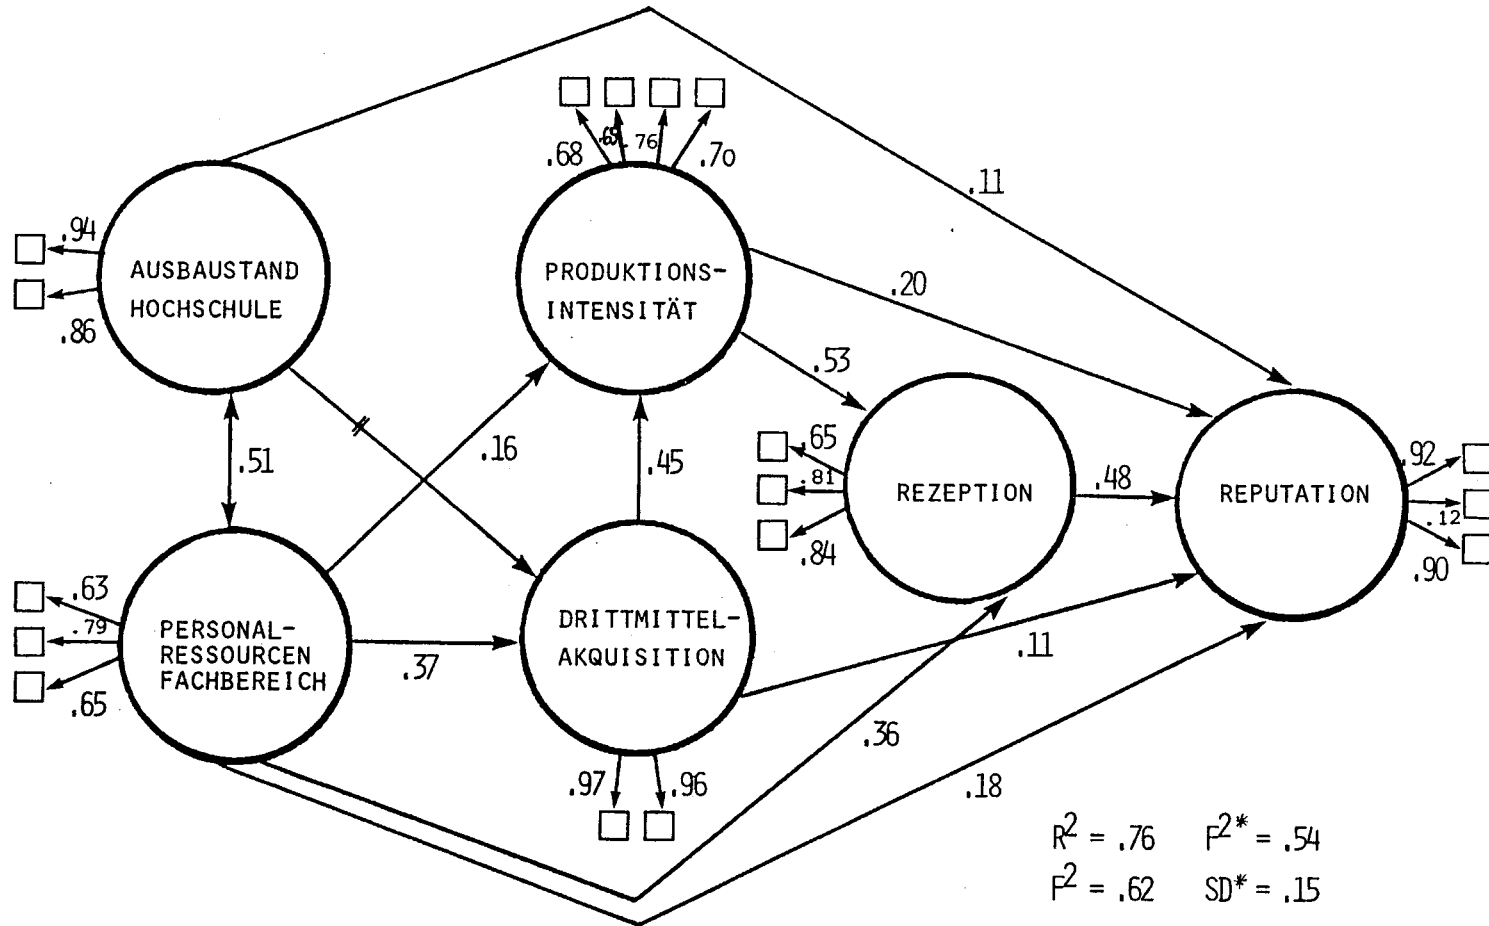 .11
.68
.76
.70
.94
AUSBAUSTAND
HOCHSCHULE
.86
PRODUKTIONS-
INTENSITÄT
.20
.53
.51
.16
.45
.65
.81
.84
REZEPTION
.48
REPUTATION
.92
.12
.90
.63
.79
.65
PERSONAL-
RESSOURCEN
FACHBEREICH
.37
DRITTMITTEL-
AKQUISITION
.11
.36
.97
.96
.18
R² = .76 F²* = .54
F² = .62 SD* = .15